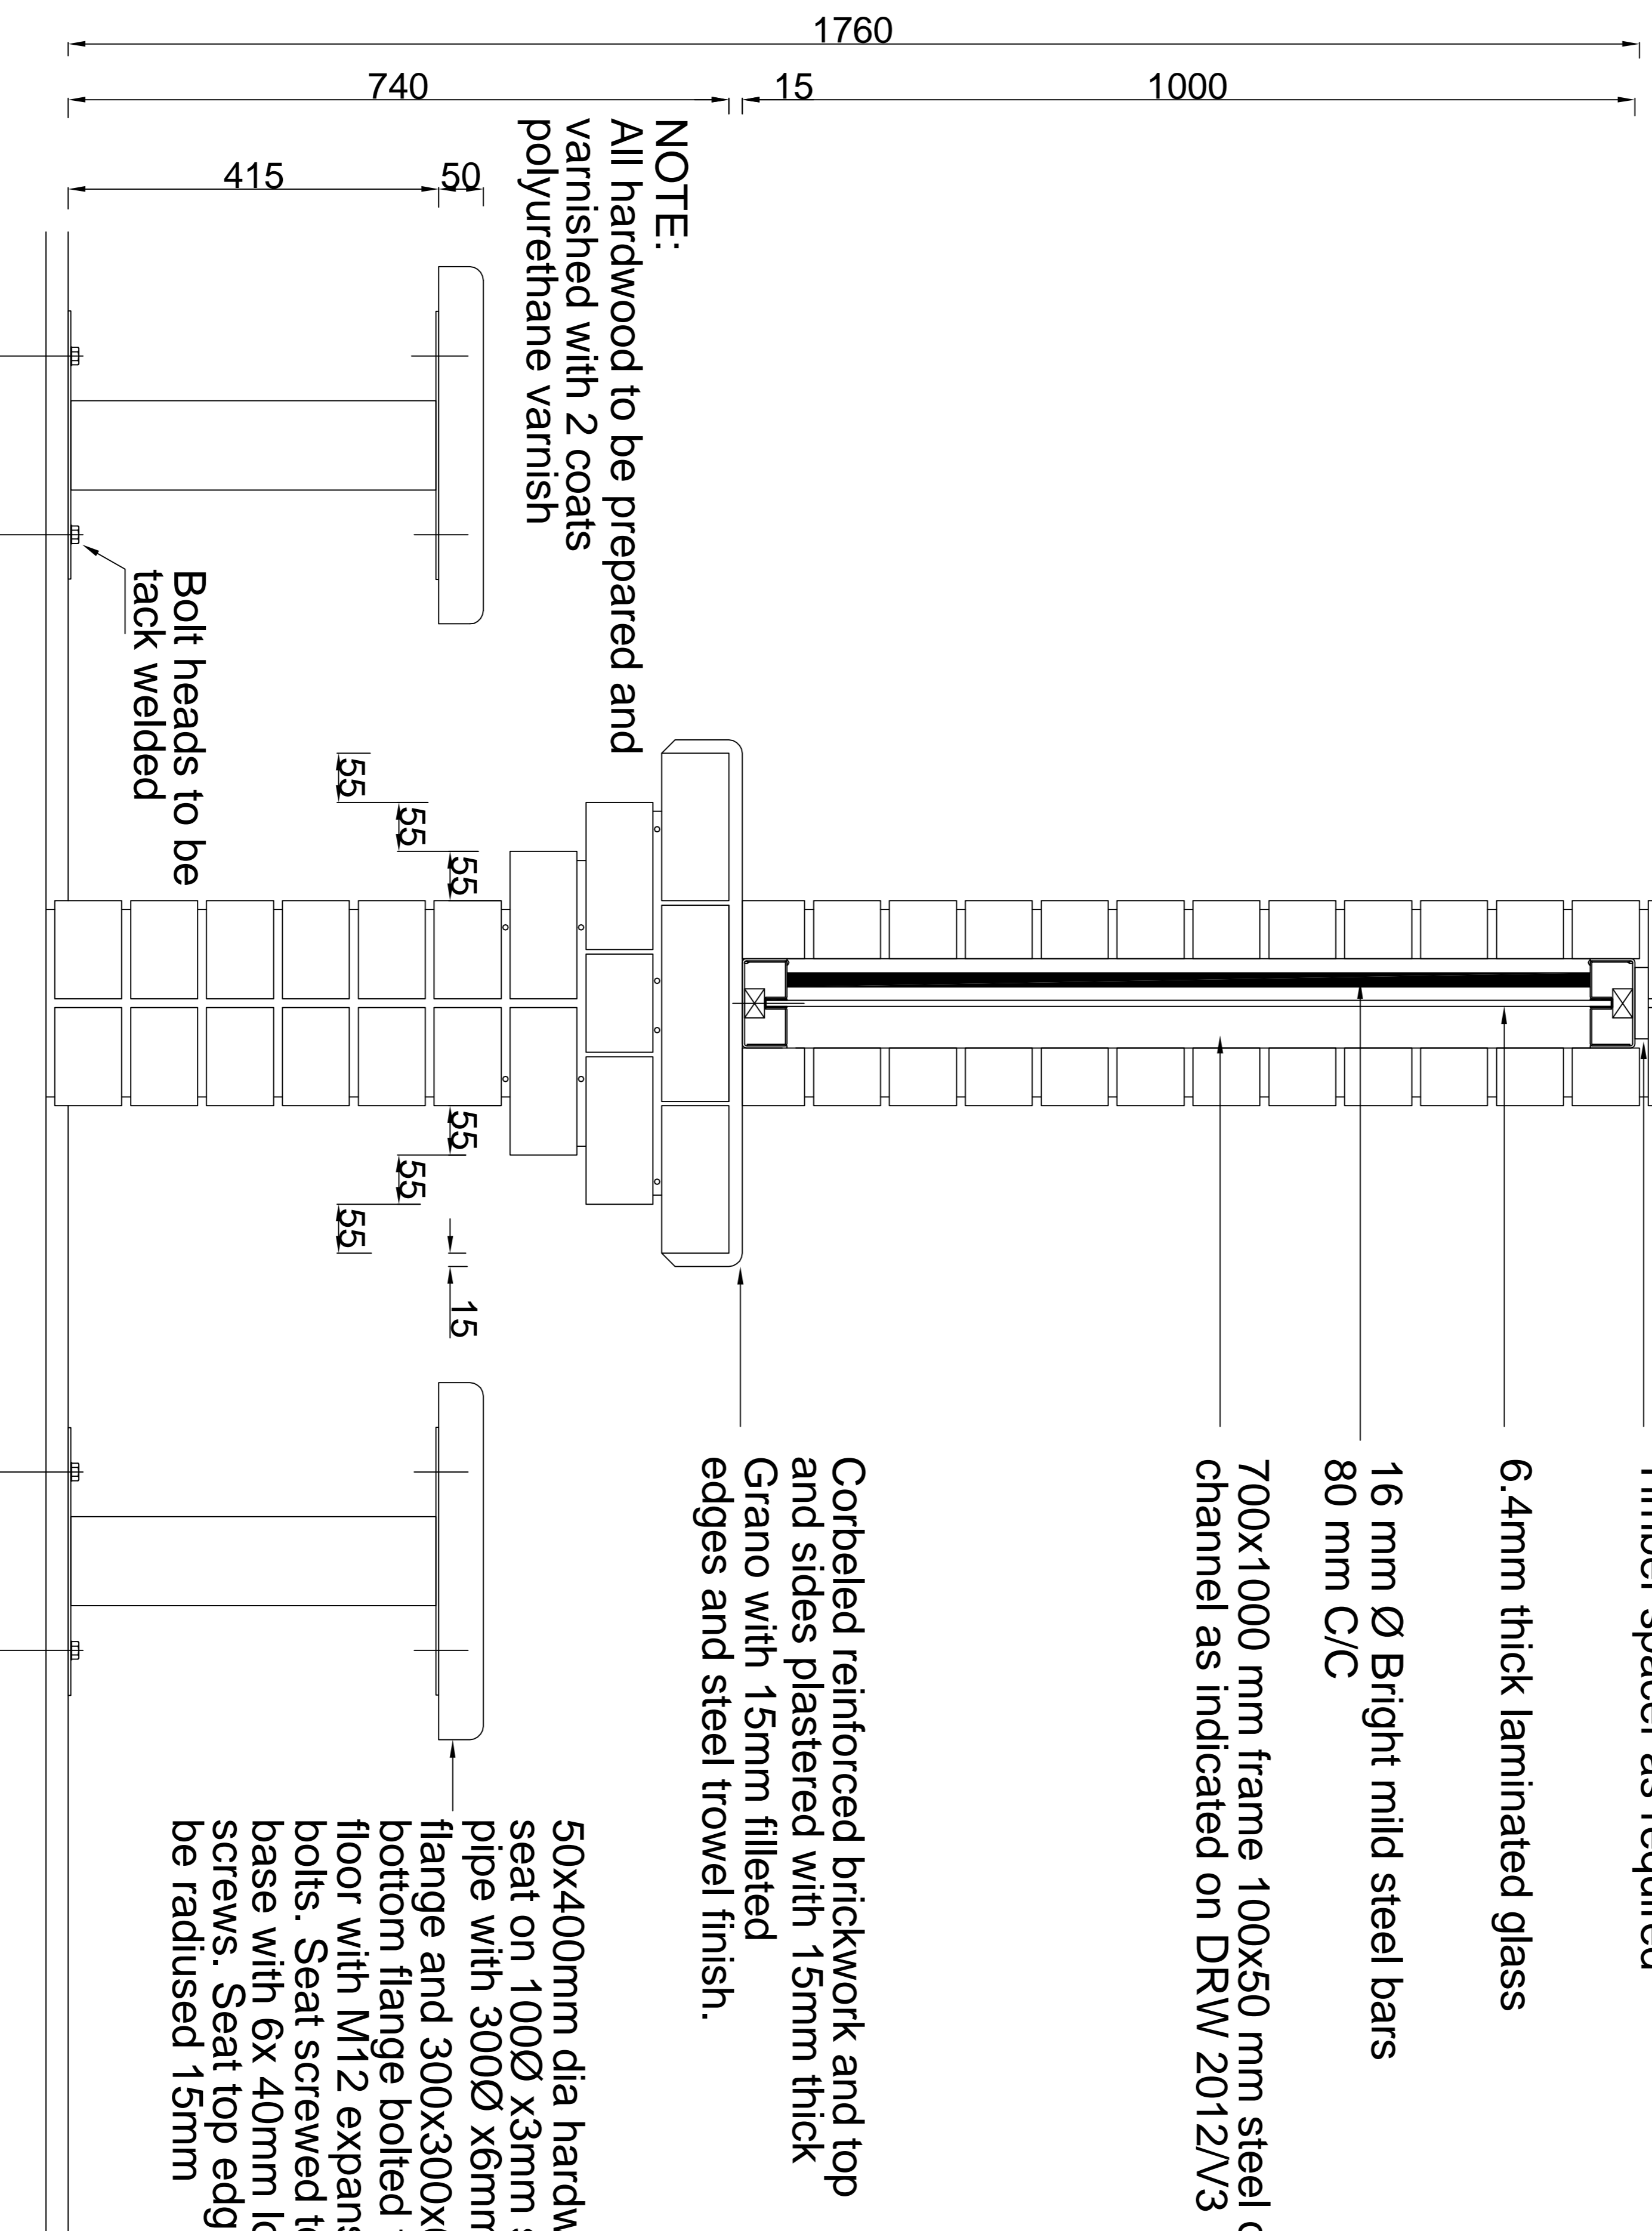 1760
740
15
1000
415
50
NOTE:
All hardwood to be prepared and
varnished with 2 coats
polyurethane varnish
Bolt heads to be
tack welded
55
55
55
55
55
55
15
spacer as required
6.4mm thick laminated glass
16 mm Ø Bright mild steel bars
80 mm C/C
700x1000 mm frame 100x50 mm steel
channel as indicated on DRW 2012/V3
Corbeled reinforced brickwork and top
and sides plastered with 15mm thick
Grano with 15mm filleted
edges and steel trowel finish.
50x400mm dia
seat on 100Ø x3mm
pipe with 300Ø x6mm
flange and
bottom flange bolted
floor with M12
bolts. Seat screwed
base with 6x 40mm
screws. Seat top
be radiused 15mm